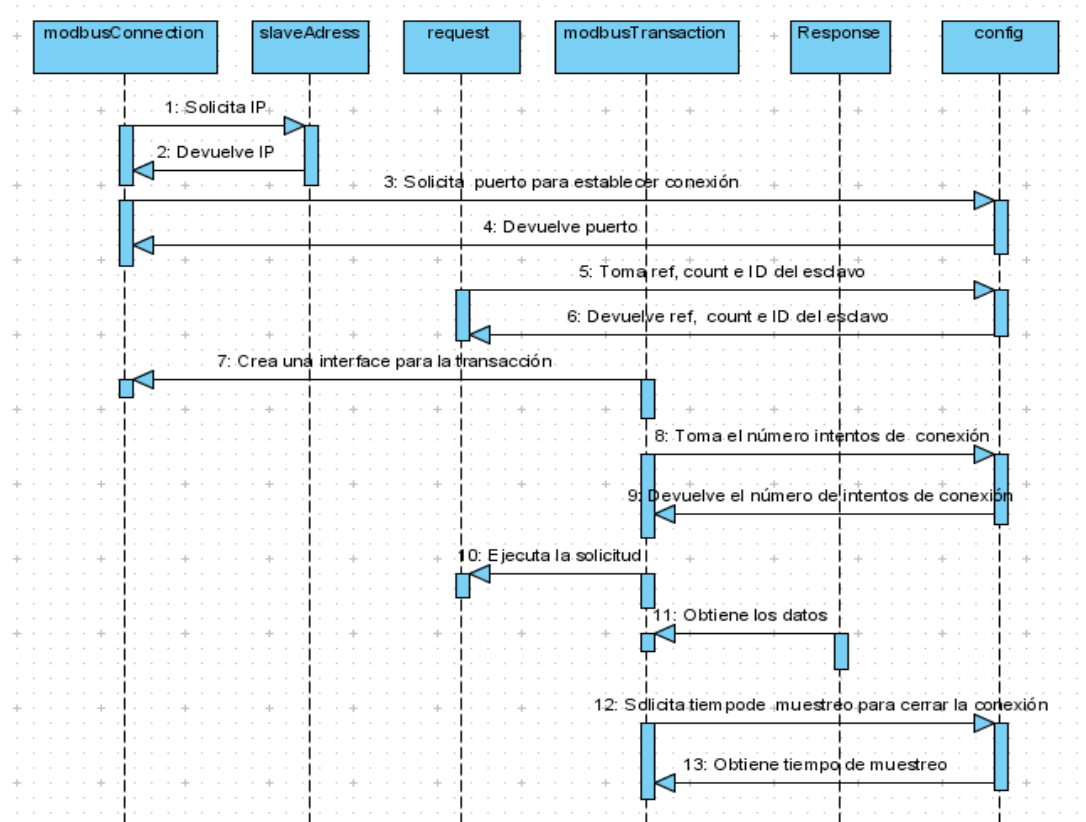 modbusConnection
slaveAdress
request
modbusTransaction
Response
config
1: Solicita IP
2: Devuelve IP
3: Solicita puerto para establecer conexión
4: Devuelve puerto
5: Toma ref, count e ID del esclavo
6: Devuelve ref, count e ID del esclavo
7: Crea una interface para la transacción
8: Toma el número intentos de conexión
9: Devuelve el número de intentos de conexión
10: Ejecuta la solicitud
11: Obtiene los datos
12: Solicita tiempode muestreo para cerrar la conexión
13: Obtiene tiempo de muestreo